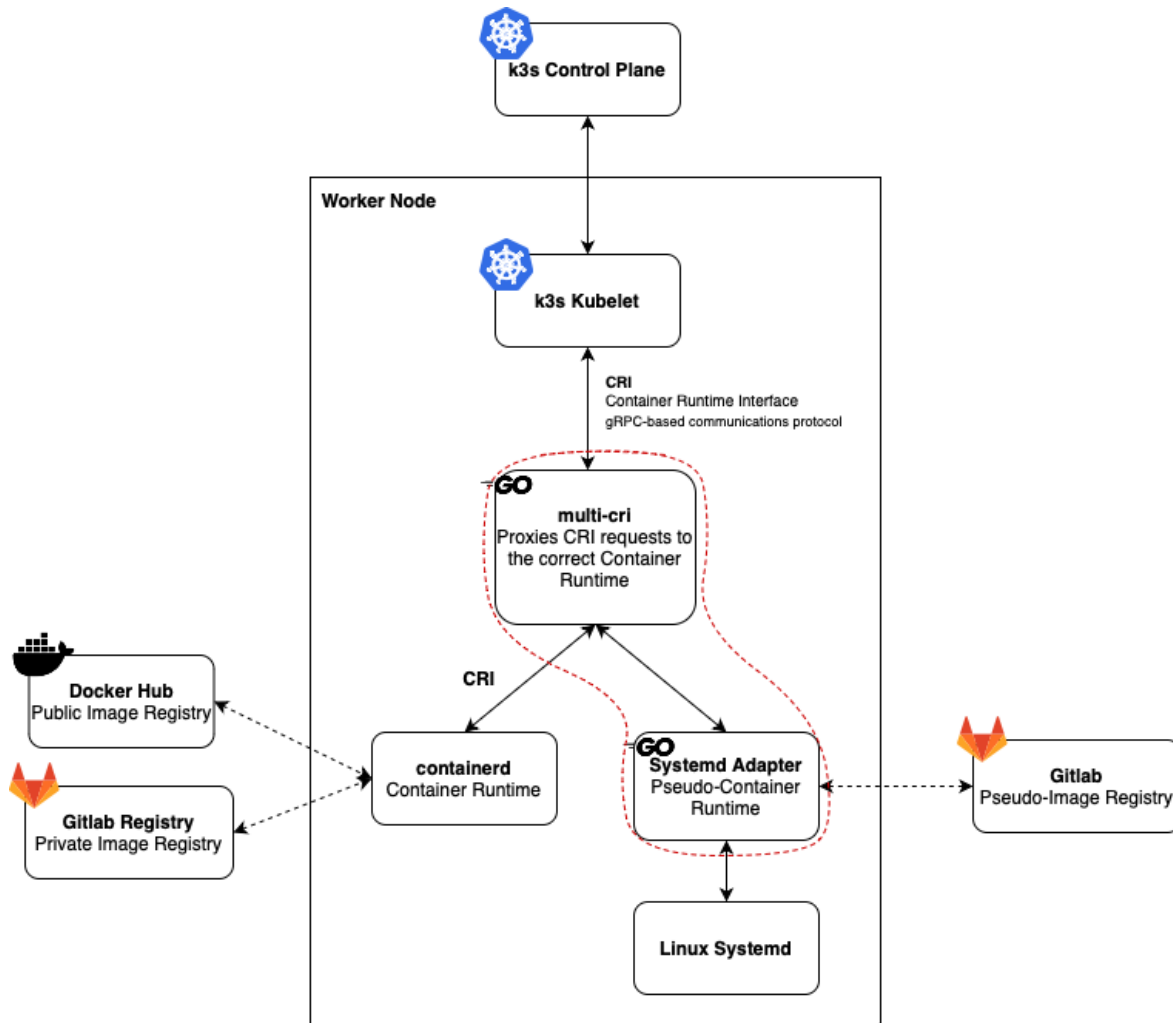 k3s Control Plane
Worker Node
k3s Kubelet
CRI
Container Runtime Interface
gRPC-based communications protocol
GO
multi-cri
Proxies CRI requests to
the correct Container
Runtime
CRI
Docker Hub
Public Image Registry
containerd
Container Runtime
GO
Systemd Adapter
Pseudo-Container
Runtime
Gitlab
Pseudo-Image Registry
Gitlab Registry
Private Image Registry
Linux Systemd